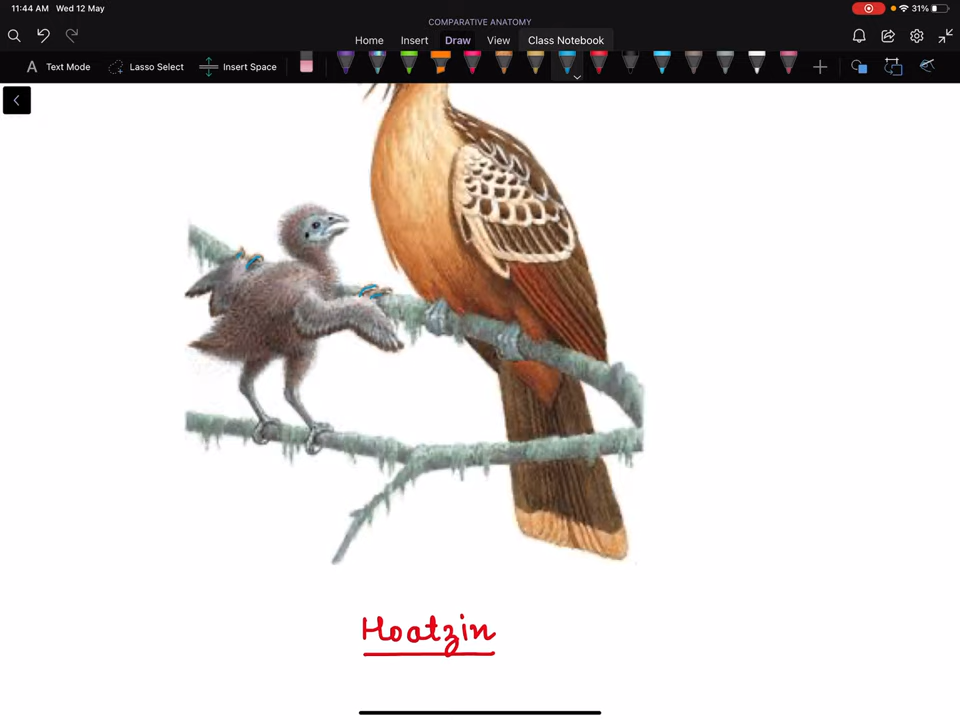 11:44 AM Wed 12 May
31%
COMPARATIVE ANATOMY
Home Insert Draw View Class Notebook
A Text Mode Lasso Select Insert Space
Hoatzin